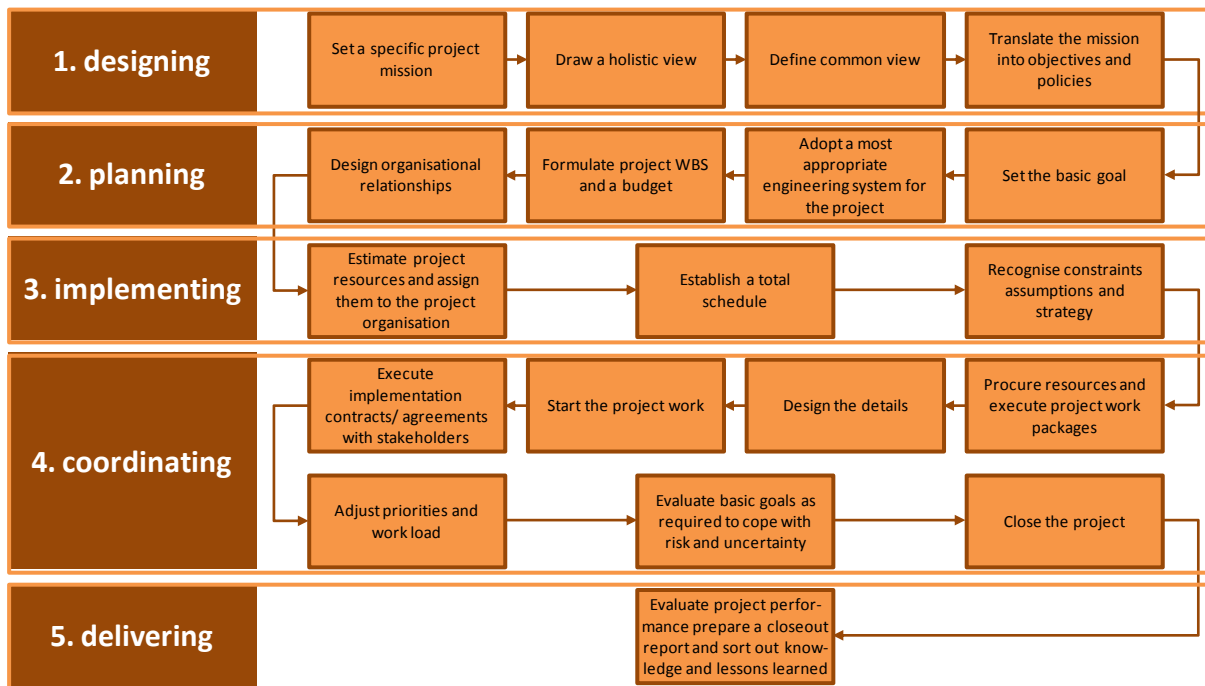 1. designing
Set a specific project
mission
Draw a holistic view
Define common view
Translate the mission
into objectives and
policies
2. planning
Design organisational
relationships
Formulate project WBS
and a budget
Adopt a most
appropriate
engineering system for
the project
Set the basic goal
3. implementing
Estimate project
resources and assign
them to the project
organisation
Establish a total
schedule
Recognise constraints
assumptions and
strategy
4. coordinating
Execute
implementation
contracts/ agreements
with stakeholders
Start the project work
Design the details
Procure resources and
execute project work
packages
Adjust priorities and
work load
Evaluate basic goals as
required to cope with
risk and uncertainty
Close the project
5. delivering
Evaluate project perfor-
mance prepare a closeout
report and sort out know-
ledge and lessons learned